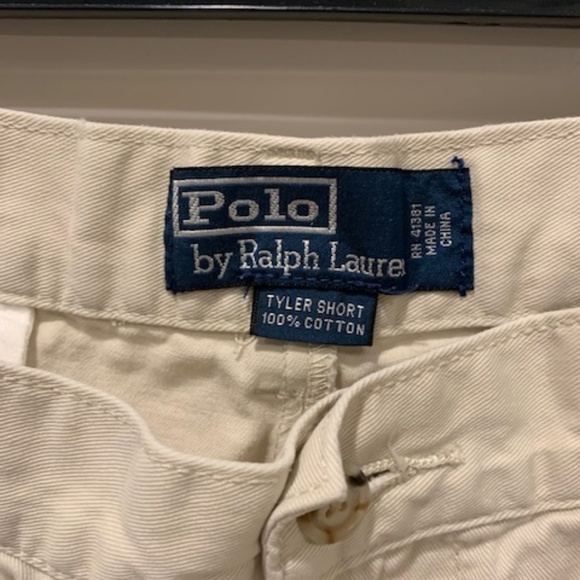 Polo
by Ralph Laure
RN 41381
MADE IN
CHINA
TYLER SHORT
100% COTTON